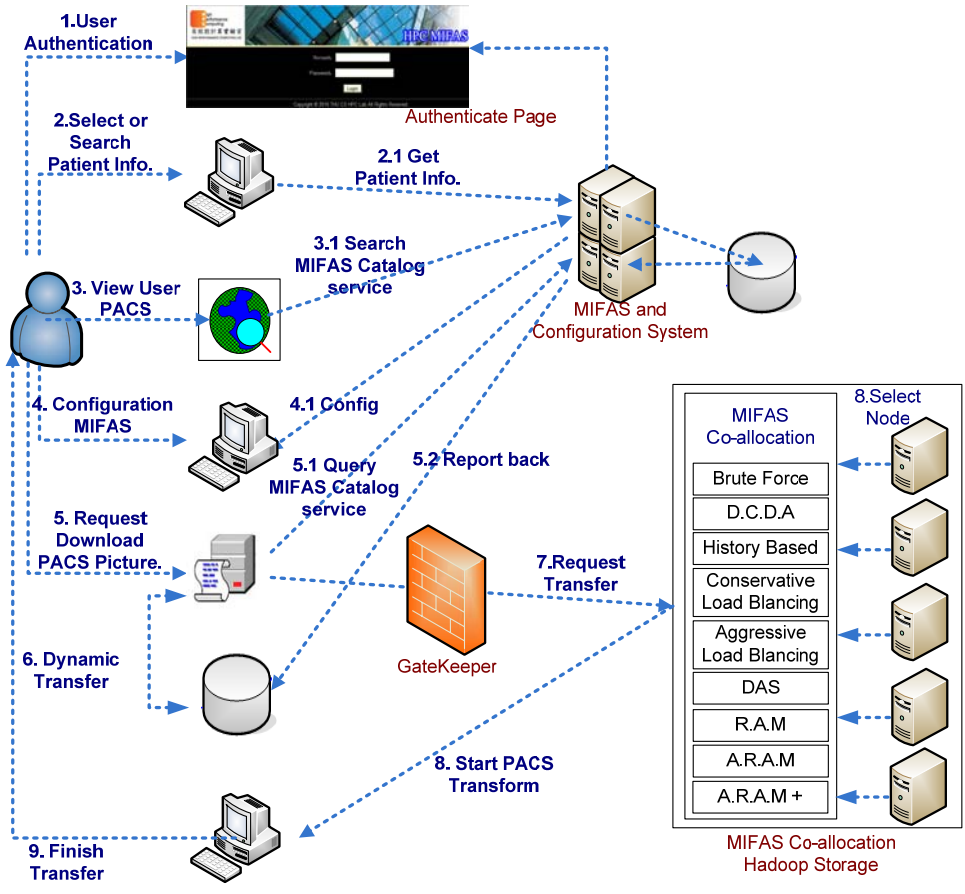 1.User
Authentication
HPC MIFAS
Username
Password
Login
Authenticate Page
2.Select or
Search
Patient Info.
2.1 Get
Patient Info.
3. View User
PACS
3.1 Search
MIFAS Catalog
service
MIFAS and
Configuration System
4. Configuration
MIFAS
4.1 Config
5.1 Query
MIFAS Catalog
service
5.2 Report back
5. Request
Download
PACS Picture.
6. Dynamic
Transfer
GateKeeper
7.Request
Transfer
8. Start PACS
Transform
9. Finish
Transfer
MIFAS
Co-allocation
Brute Force
D.C.D.A
History Based
Conservative
Load Blancing
Aggressive
Load Blancing
DAS
R.A.M
A.R.A.M
A.R.A.M +
8.Select
Node
MIFAS Co-allocation
Hadoop Storage